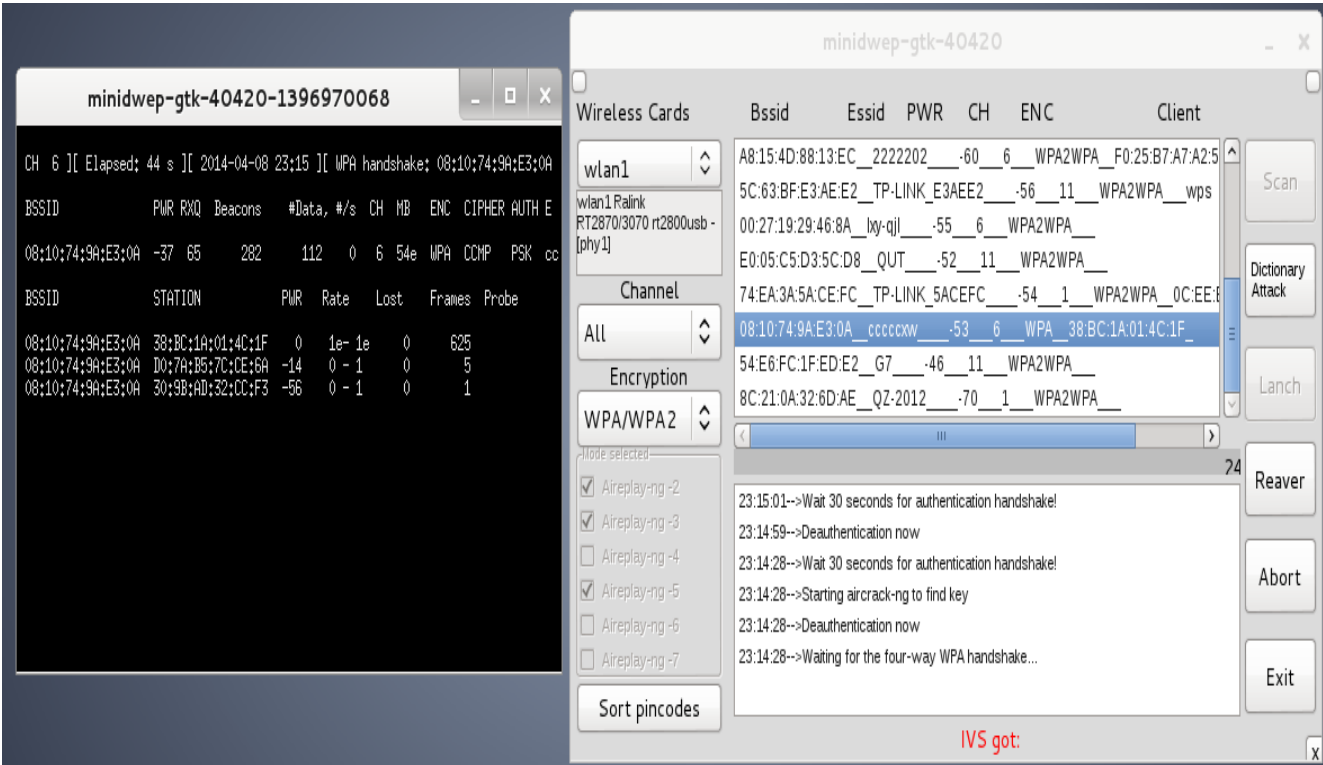 minidwep-gtk-40420-1396970068
CH 6 ][ Elapsed: 44 s ][ 2014-04-08 23:15 ][ WPA handshake: 08:10:74:9A:E3:0A
BSSID PWR RXQ Beacons #Data, #/s CH MB ENC CIPHER AUTH E
08:10:74:9A:E3:0A -37 65 282 112 0 6 54e WPA CCMP PSK cc
BSSID STATION PWR Rate Lost Frames Probe
08:10:74:9A:E3:0A 38:BC:1A:01:4C:1F 0 1e- 1e 0 625
08:10:74:9A:E3:0A D0:7A:B5:7C:CE:6A -14 0 - 1 0 5
08:10:74:9A:E3:0A 30:9B:AD:32:CC:F3 -56 0 - 1 0 1
minidwep-gtk-40420
Wireless Cards
wlan1
wlan1 Ralink
RT2870/3070 rt2800usb -
[phy1]
Channel
All
Encryption
WPA/WPA2
Mode selected
Aireplay-ng -2
Aireplay-ng -3
Aireplay-ng -4
Aireplay-ng -5
Aireplay-ng -6
Aireplay-ng -7
Sort pincodes
Bssid Essid PWR CH ENC Client
A8:15:4D:88:13:EC__2222202____-60___6___WPA2WPA__F0:25:B7:A7:A2:5
5C:63:BF:E3:AE:E2__TP-LINK_E3AEE2____-56___11___WPA2WPA___wps
00:27:19:29:46:8A__lxy-qjl____-55___6___WPA2WPA___
E0:05:C5:D3:5C:D8__QUT____-52___11___WPA2WPA___
74:EA:3A:5A:CE:FC__TP-LINK_5ACEFC____-54___1___WPA2WPA__0C:EE:E
08:10:74:9A:E3:0A__cccccxw____-53___6___WPA__38:BC:1A:01:4C:1F_
54:E6:FC:1F:ED:E2__G7____-46___11___WPA2WPA___
8C:21:0A:32:6D:AE__QZ-2012____-70___1___WPA2WPA___
24
23:15:01-->Wait 30 seconds for authentication handshake!
23:14:59-->Deauthentication now
23:14:28-->Wait 30 seconds for authentication handshake!
23:14:28-->Starting aircrack-ng to find key
23:14:28-->Deauthentication now
23:14:28-->Waiting for the four-way WPA handshake...
IVS got:
Scan
Dictionary
Attack
Lanch
Reaver
Abort
Exit